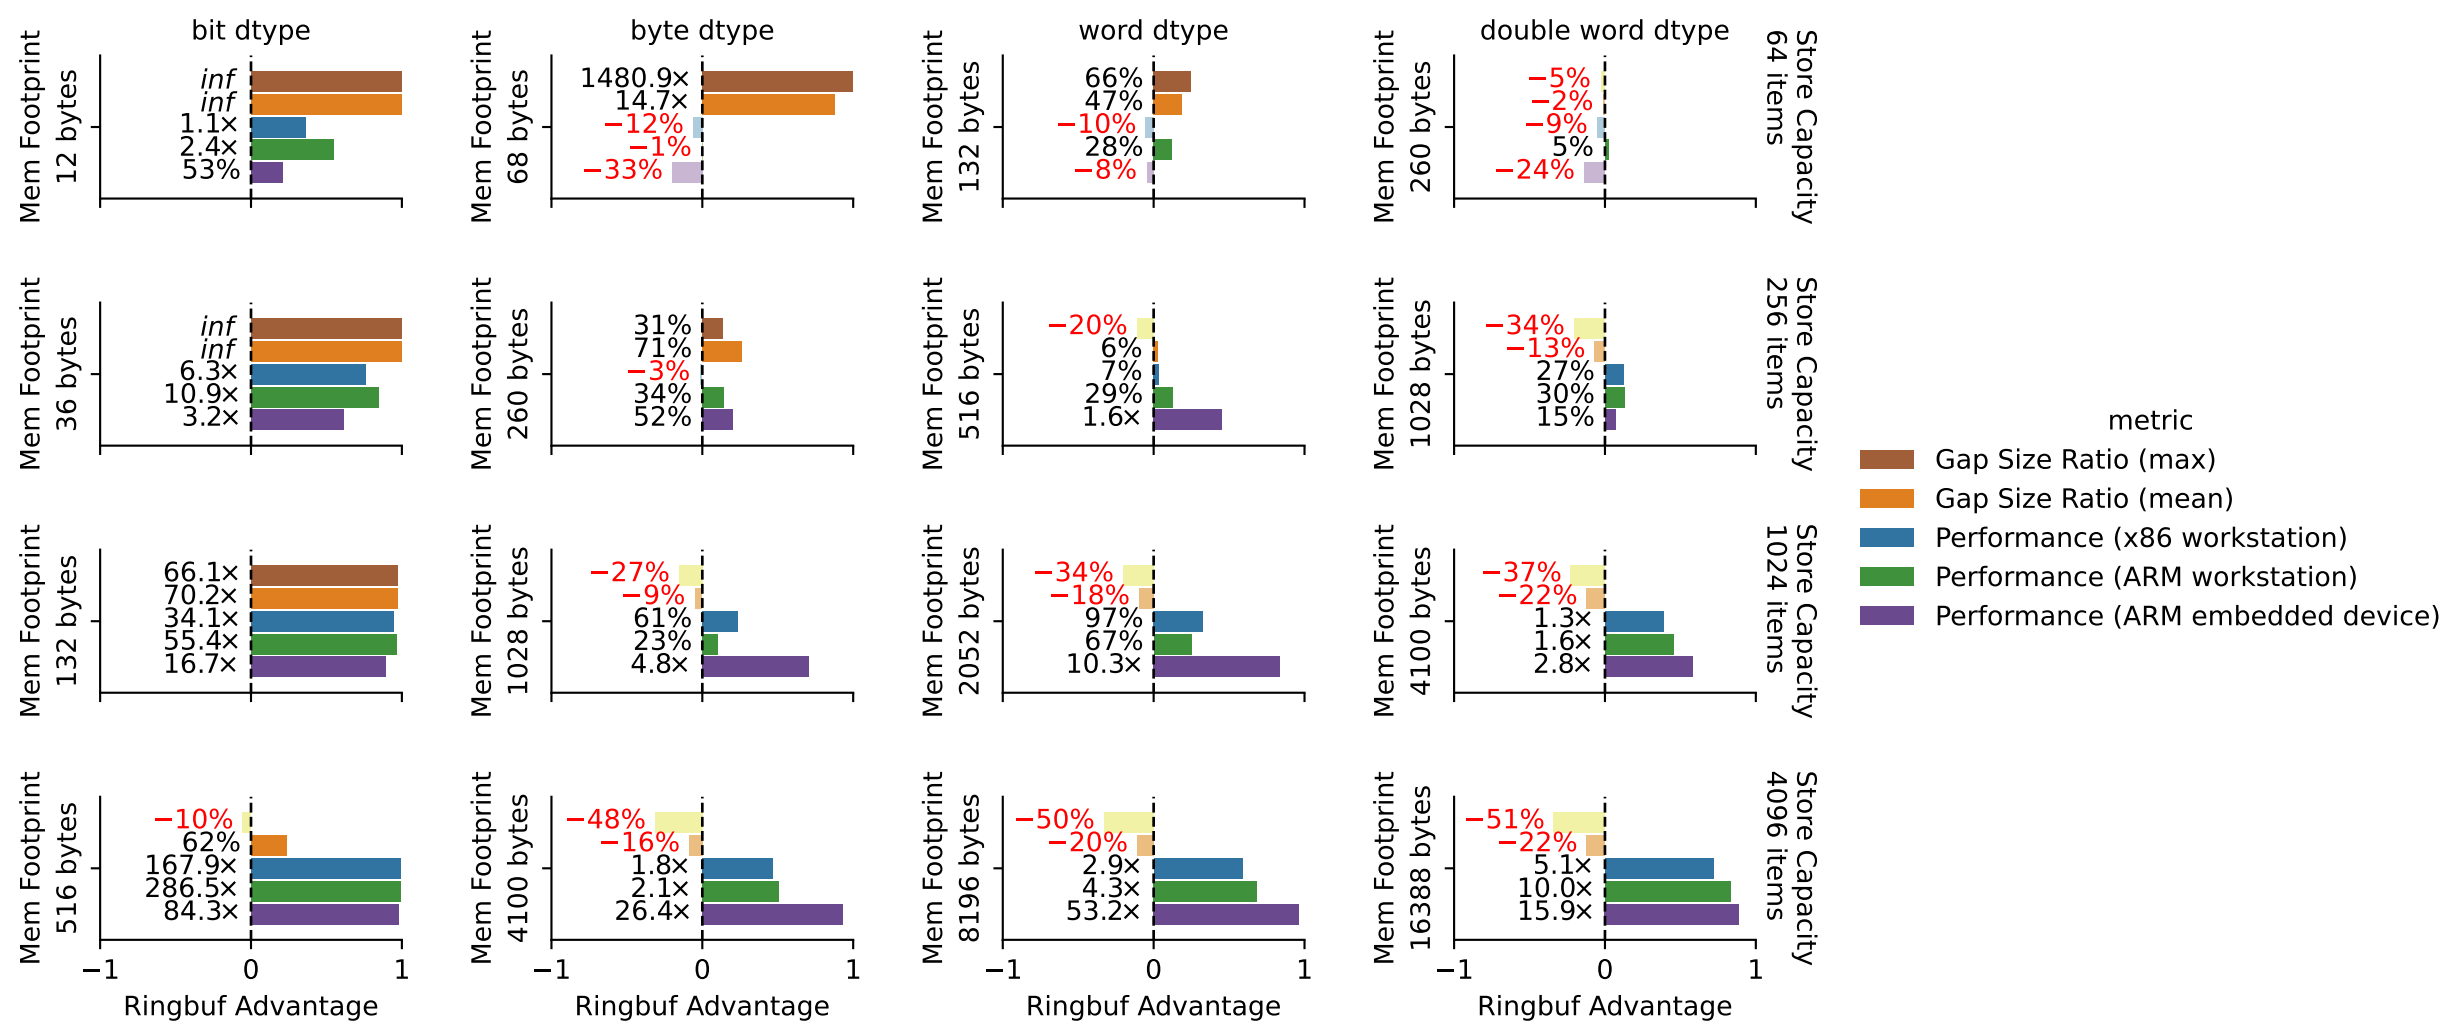 bit dtype
byte dtype
word dtype
double word dtype
Mem Footprint
12 bytes
inf
inf
1.1×
2.4×
53%
Mem Footprint
68 bytes
1480.9×
14.7×
−12%
−1%
−33%
Mem Footprint
132 bytes
66%
47%
−10%
28%
−8%
Mem Footprint
260 bytes
−5%
−2%
−9%
5%
−24%
Store Capacity
64 items
Mem Footprint
36 bytes
inf
inf
6.3×
10.9×
3.2×
Mem Footprint
260 bytes
31%
71%
−3%
34%
52%
Mem Footprint
516 bytes
−20%
6%
7%
29%
1.6×
Mem Footprint
1028 bytes
−34%
−13%
27%
30%
15%
Store Capacity
256 items
Mem Footprint
132 bytes
66.1×
70.2×
34.1×
55.4×
16.7×
Mem Footprint
1028 bytes
−27%
−9%
61%
23%
4.8×
Mem Footprint
2052 bytes
−34%
−18%
97%
67%
10.3×
Mem Footprint
4100 bytes
−37%
−22%
1.3×
1.6×
2.8×
Store Capacity
1024 items
Mem Footprint
516 bytes
−10%
62%
167.9×
286.5×
84.3×
Mem Footprint
4100 bytes
−48%
−16%
1.8×
2.1×
26.4×
Mem Footprint
8196 bytes
−50%
−20%
2.9×
4.3×
53.2×
Mem Footprint
16388 bytes
−51%
−22%
5.1×
10.0×
15.9×
Store Capacity
4096 items
−1 0 1
−1 0 1
−1 0 1
−1 0 1
Ringbuf Advantage
Ringbuf Advantage
Ringbuf Advantage
Ringbuf Advantage
metric
Gap Size Ratio (max)
Gap Size Ratio (mean)
Performance (x86 workstation)
Performance (ARM workstation)
Performance (ARM embedded device)